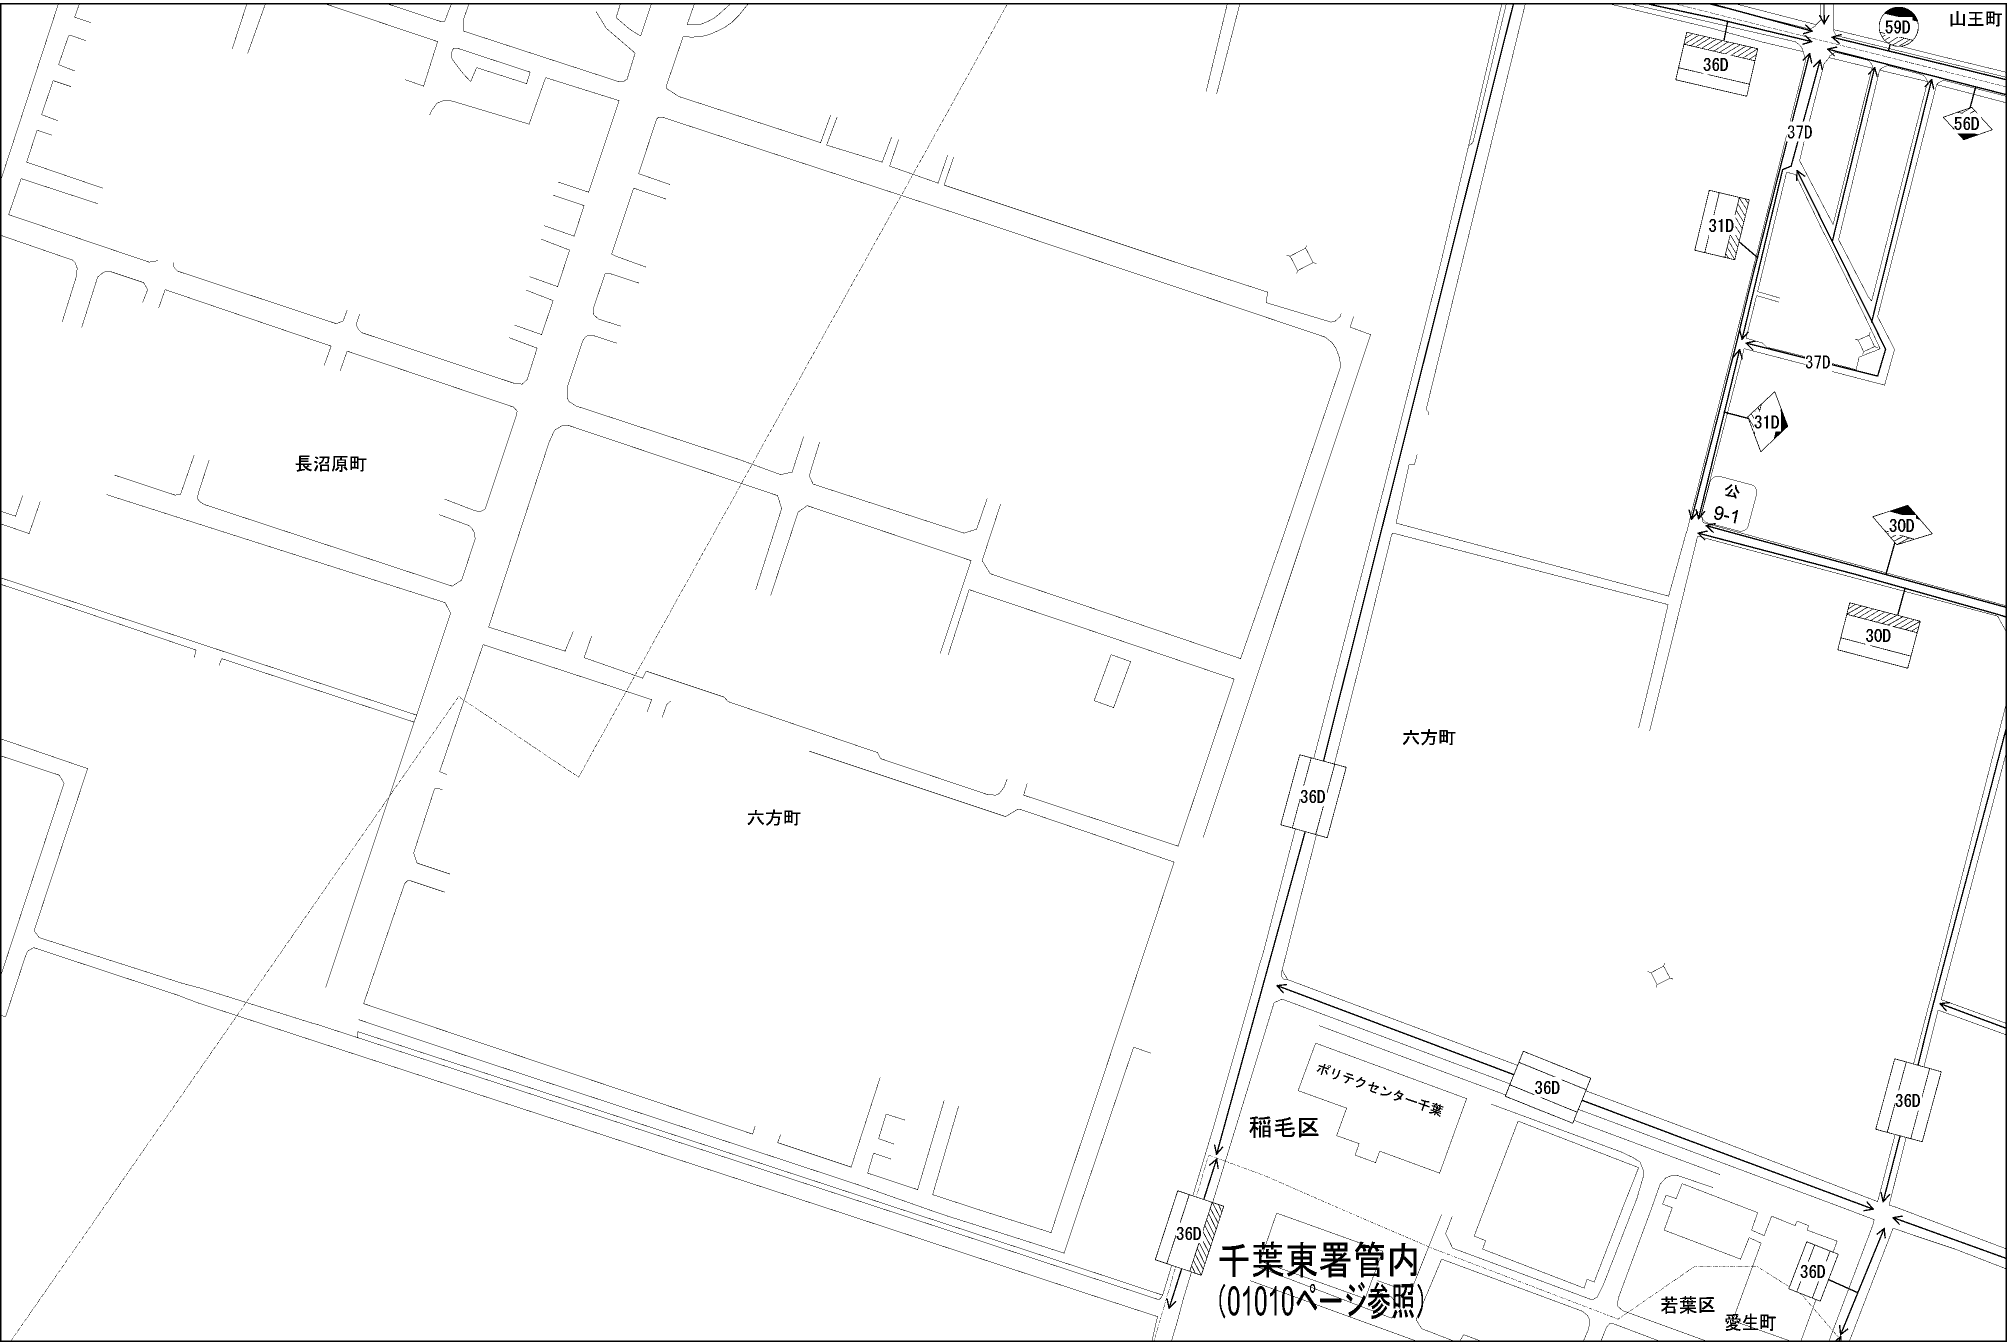 山王町
59D
36D
56D
37D
31D
37D
31D
長沼原町
公
9-1
30D
30D
六方町
36D
六方町
36D
36D
ポリテクセンター千葉
稲毛区
36D
千葉東署管内
(01010ページ参照)
36D
若葉区
愛生町